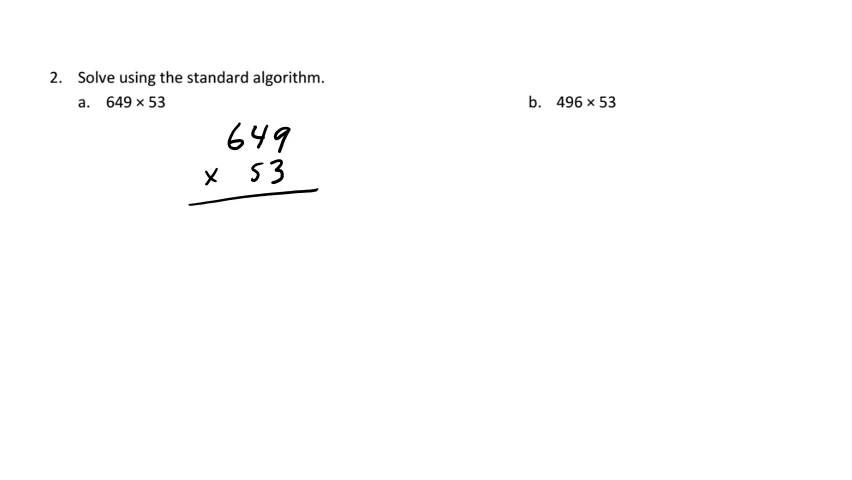 2. Solve using the standard algorithm.
a. 649 × 53
b. 496 × 53
649
x 53